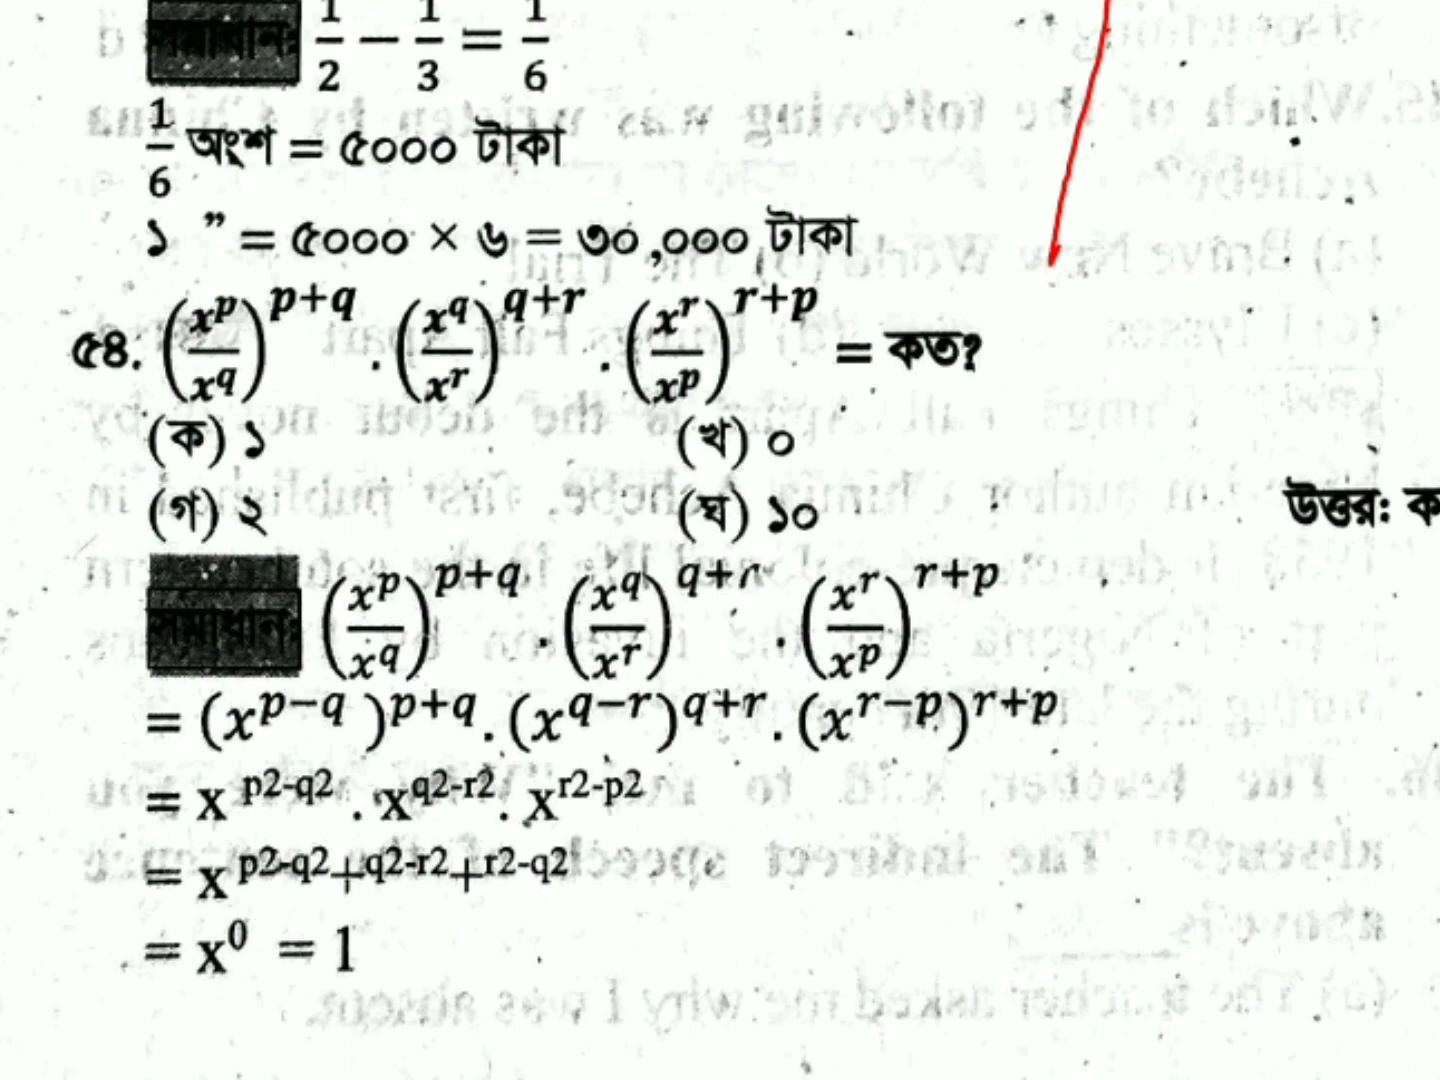 সমাধান: 1/2 − 1/3 = 1/6
1/6 অংশ = ৫০০০ টাকা
১ ” = ৫০০০ × ৬ = ৩০,০০০ টাকা
৫৪. (x^p/x^q)^(p+q) . (x^q/x^r)^(q+r) . (x^r/x^p)^(r+p) = কত?
(ক) ১ (খ) ০
(গ) ২ (ঘ) ১০ উত্তর: ক
সমাধান: (x^p/x^q)^(p+q) . (x^q/x^r)^(q+r) . (x^r/x^p)^(r+p)
= (x^(p−q))^(p+q) . (x^(q−r))^(q+r) . (x^(r−p))^(r+p)
= x^(p2-q2) . x^(q2-r2) . x^(r2-p2)
= x^(p2-q2+q2-r2+r2-q2)
= x^0 = 1